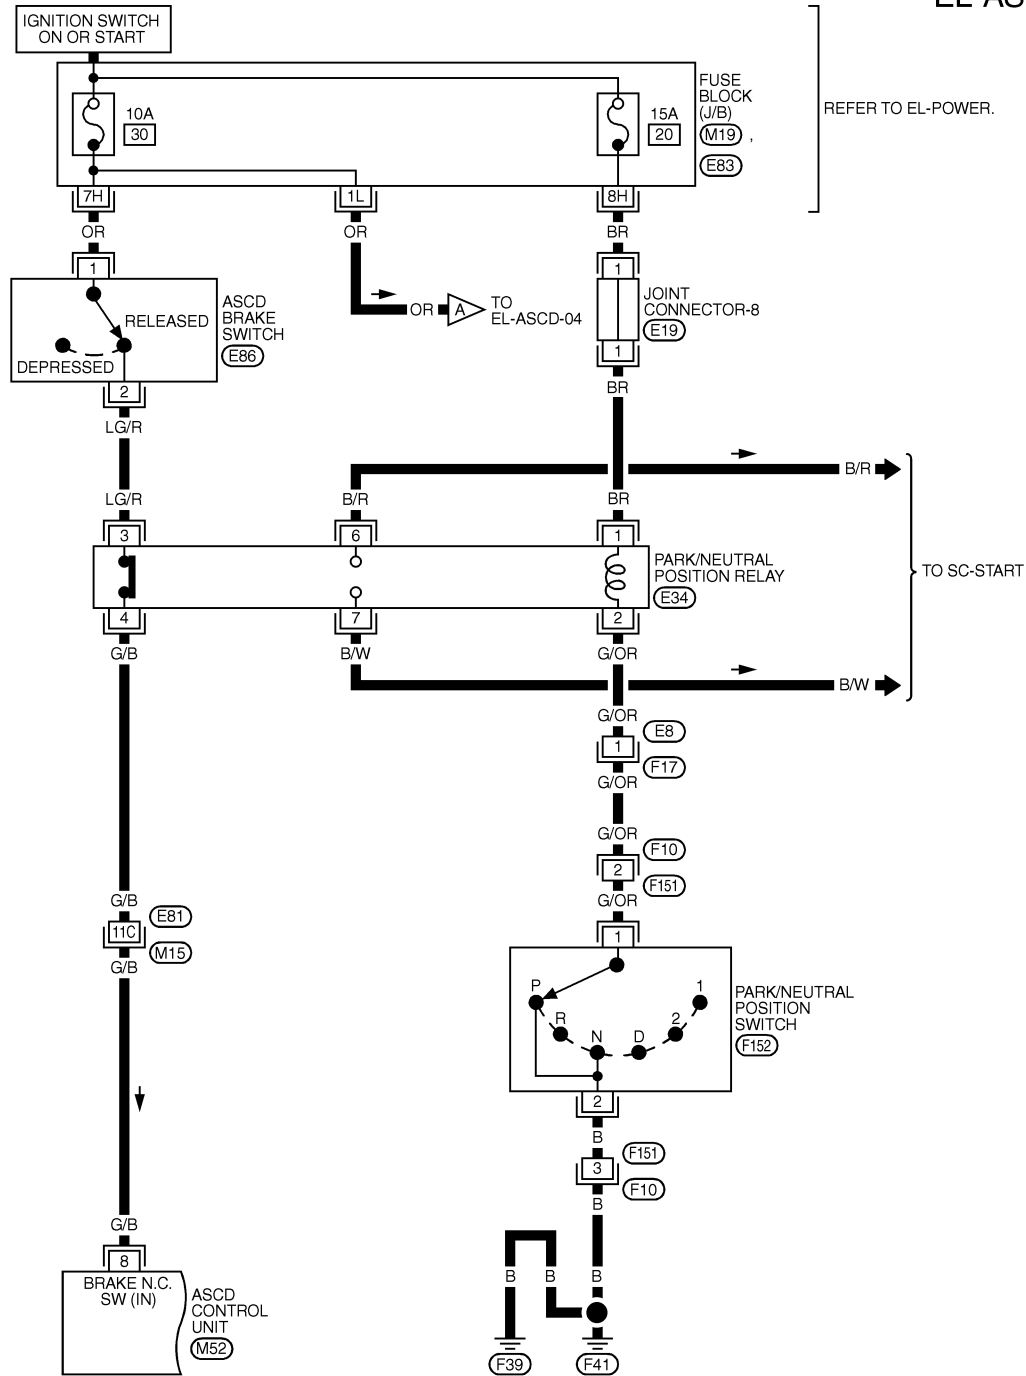 EL-AS
IGNITION SWITCH
ON OR START
FUSE
BLOCK
(J/B)
M19 ,
E83
REFER TO EL-POWER.
10A
30
15A
20
7H
1L
8H
OR
OR
BR
1
1
ASCD
BRAKE
SWITCH
E86
RELEASED
DEPRESSED
OR
A
TO
EL-ASCD-04
JOINT
CONNECTOR-8
E19
1
2
BR
LG/R
B/R
LG/R
B/R
BR
3
6
1
PARK/NEUTRAL
POSITION RELAY
E34
TO SC-START
4
7
2
G/B
B/W
G/OR
B/W
G/OR
E8
1
F17
G/OR
G/OR
F10
2
F151
G/B
G/OR
E81
11C
M15
G/B
1
P
R
N
D
2
1
PARK/NEUTRAL
POSITION
SWITCH
F152
2
B
F151
3
F10
B
G/B
8
BRAKE N.C.
SW (IN)
ASCD
CONTROL
UNIT
M52
B
B
B
F39
F41